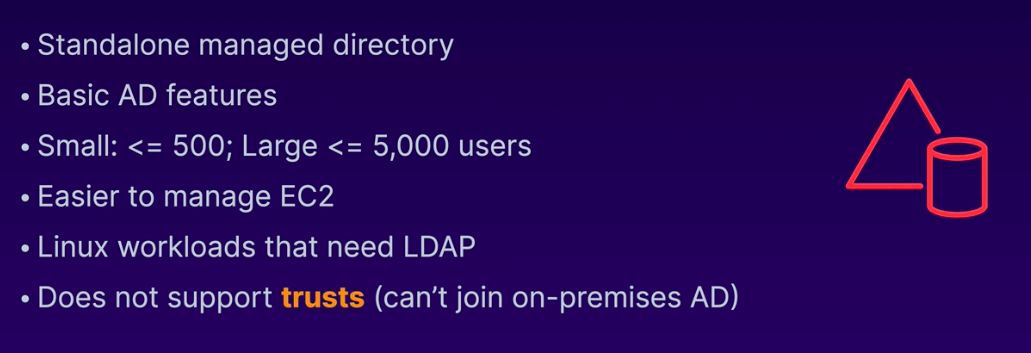 • Standalone managed directory
• Basic AD features
• Small: <= 500; Large <= 5,000 users
• Easier to manage EC2
• Linux workloads that need LDAP
• Does not support trusts (can’t join on-premises AD)